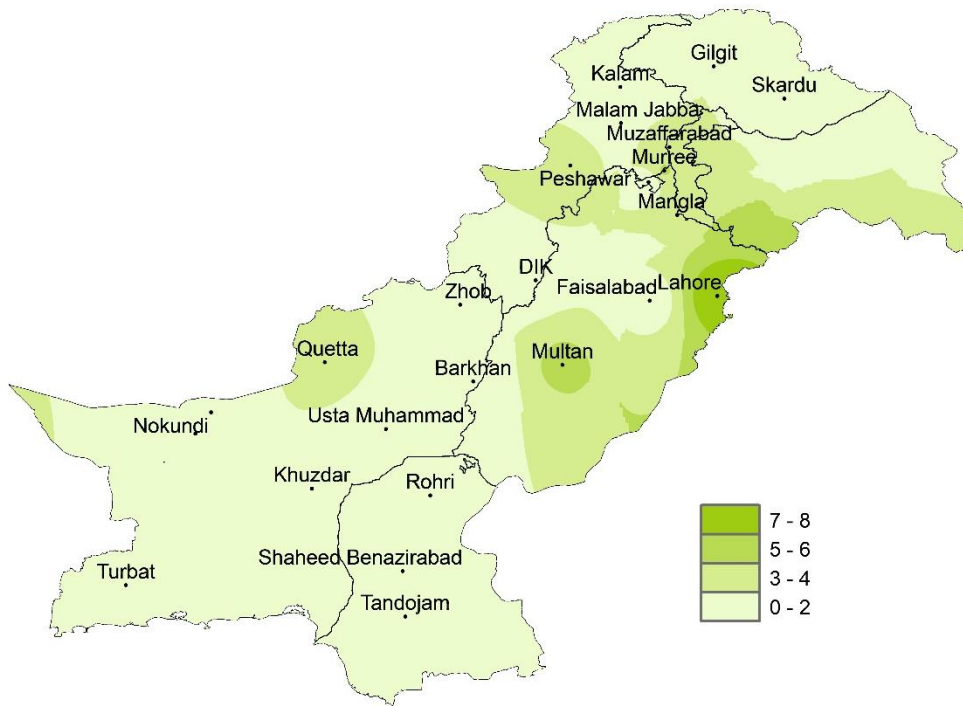 Gilgit
Kalam
Skardu
Malam Jabba
Muzaffarabad
Murree
Peshawar
Mangla
DIK
Zhob
Faisalabad
Lahore
Quetta
Multan
Barkhan
Nokundi
Usta Muhammad
Khuzdar
Rohri
Shaheed Benazirabad
Turbat
Tandojam
7 - 8
5 - 6
3 - 4
0 - 2